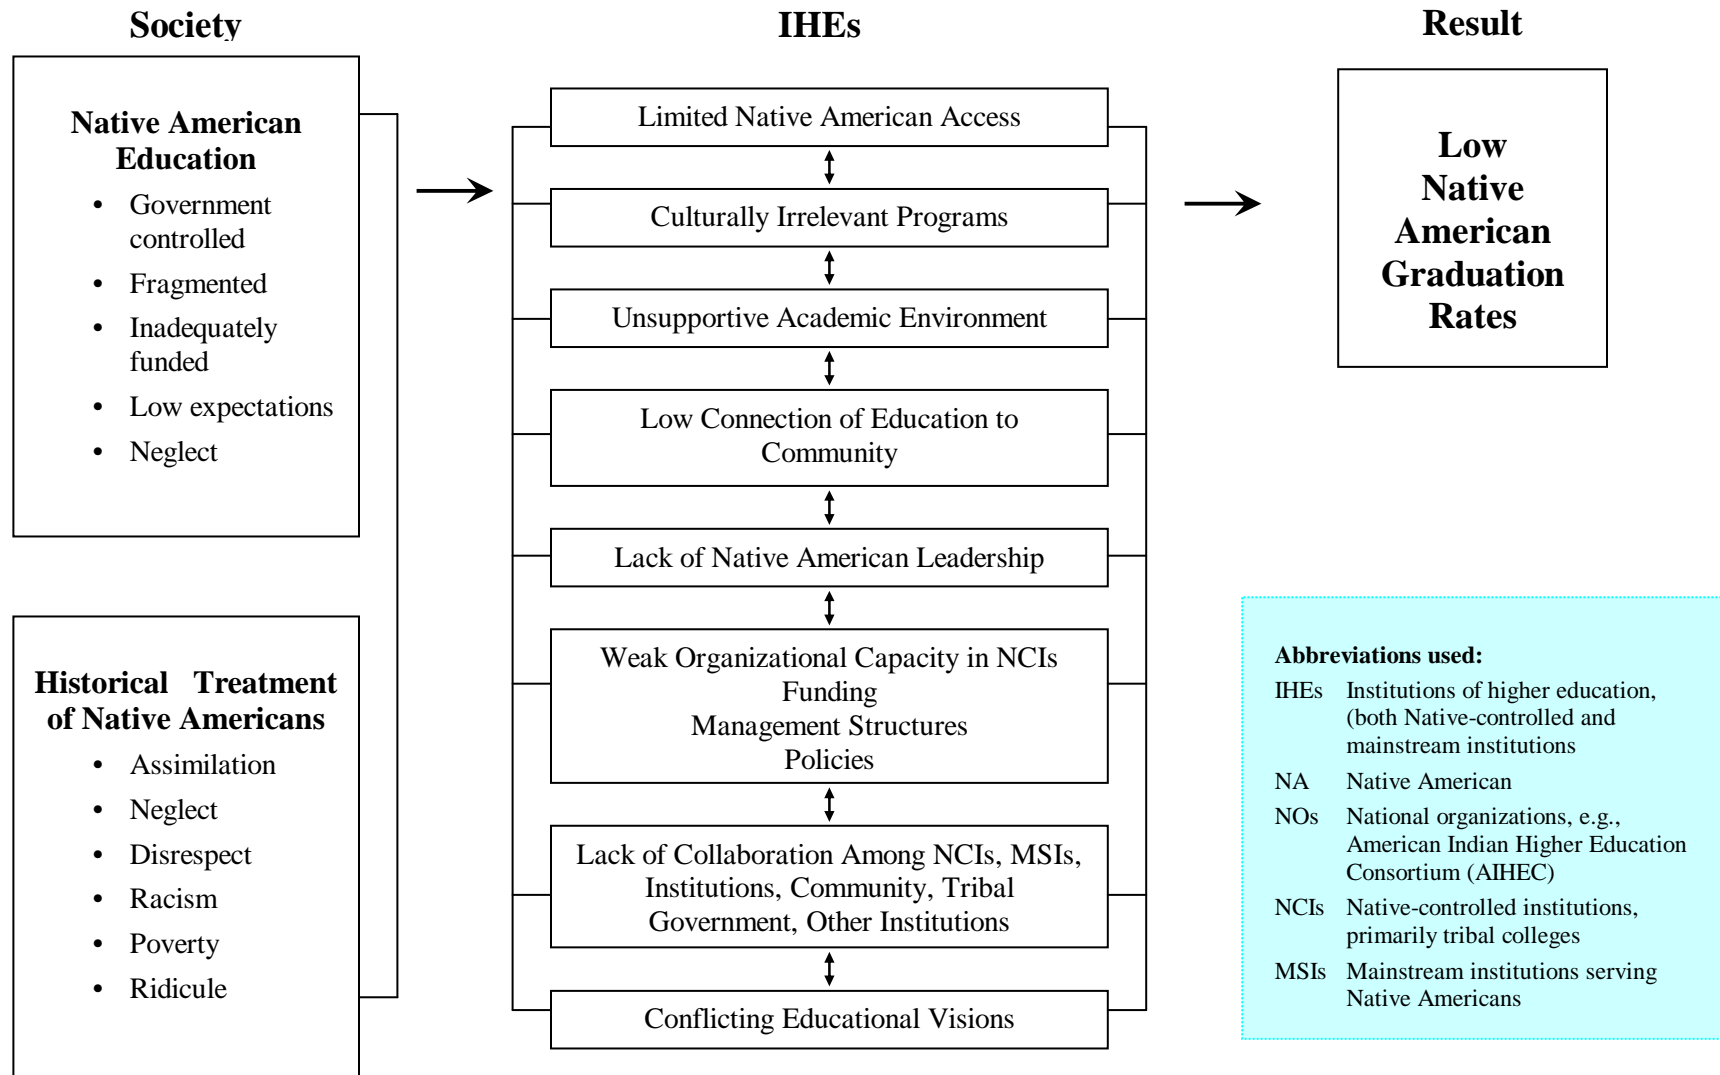 Society
IHEs
Result
Native American
Education
• Government
controlled
• Fragmented
• Inadequately
funded
• Low expectations
• Neglect
Historical Treatment
of Native Americans
• Assimilation
• Neglect
• Disrespect
• Racism
• Poverty
• Ridicule
Limited Native American Access
Culturally Irrelevant Programs
Unsupportive Academic Environment
Low Connection of Education to
Community
Lack of Native American Leadership
Weak Organizational Capacity in NCIs
Funding
Management Structures
Policies
Lack of Collaboration Among NCIs, MSIs,
Institutions, Community, Tribal
Government, Other Institutions
Conflicting Educational Visions
Low
Native
American
Graduation
Rates
Abbreviations used:
IHEs Institutions of higher education,
(both Native-controlled and
mainstream institutions
NA Native American
NOs National organizations, e.g.,
American Indian Higher Education
Consortium (AIHEC)
NCIs Native-controlled institutions,
primarily tribal colleges
MSIs Mainstream institutions serving
Native Americans